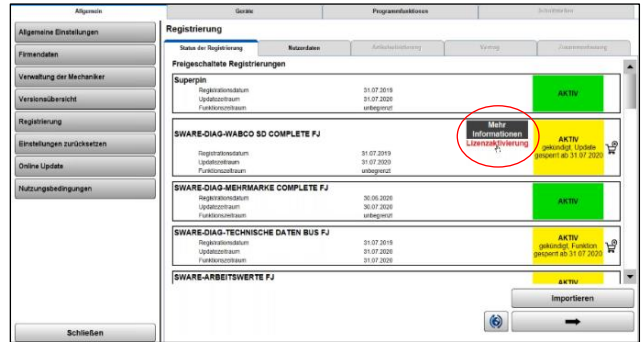 Allgemein
Geräte
Programmfunktionen
Schnittstellen
Allgemeine Einstellungen
Firmendaten
Verwaltung der Mechaniker
Versionsübersicht
Registrierung
Einstellungen zurücksetzen
Online Update
Nutzungsbedingungen
Schließen
Registrierung
Status der Registrierung
Nutzerdaten
Artikelselektierung
Vertrag
Zusammenfassung
Freigeschaltete Registrierungen
Superpin
Registrationsdatum 31.07.2019
Updatezeitraum 31.07.2020
Funktionszeitraum unbegrenzt
AKTIV
SWARE-DIAG-WABCO SD COMPLETE FJ
Mehr
Informationen
Lizenzaktivierung
Registrationsdatum 31.07.2019
Updatezeitraum 31.07.2020
Funktionszeitraum unbegrenzt
AKTIV
gekündigt, Update
gesperrt ab 31.07.2020
SWARE-DIAG-MEHRMARKE COMPLETE FJ
Registrationsdatum 30.06.2020
Updatezeitraum 30.07.2020
Funktionszeitraum unbegrenzt
AKTIV
SWARE-DIAG-TECHNISCHE DATEN BUS FJ
Registrationsdatum 31.07.2019
Updatezeitraum 31.07.2020
Funktionszeitraum 31.07.2020
AKTIV
gekündigt, Funktion
gesperrt ab 31.07.2020
SWARE-ARBEITSWERTE FJ
AKTIV
Importieren